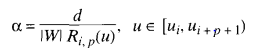 α = d / |W| R_{i,p}(u), u ∈ [u_i, u_{i+p+1})